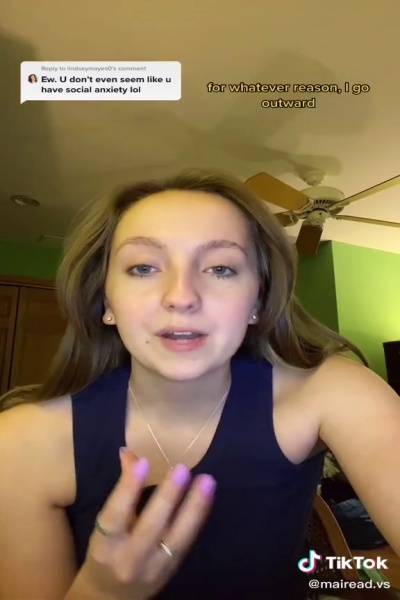 Reply to lindseymayes0's comment
Ew. U don't even seem like u
have social anxiety lol
for whatever reason, I go
outward
TikTok
@mairead.vs